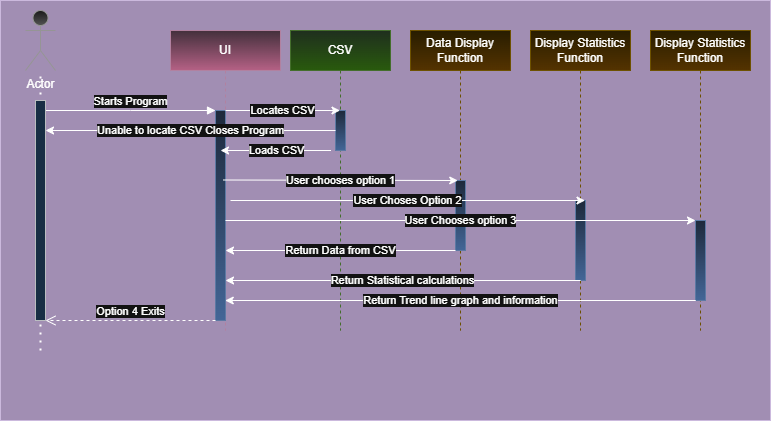 UI
CSV
Data Display
Function
Display Statistics
Function
Display Statistics
Function
Actor
Starts Program
Locates CSV
Unable to locate CSV Closes Program
Loads CSV
User chooses option 1
User Choses Option 2
User Chooses option 3
Return Data from CSV
Return Statistical calculations
Return Trend line graph and information
Option 4 Exits